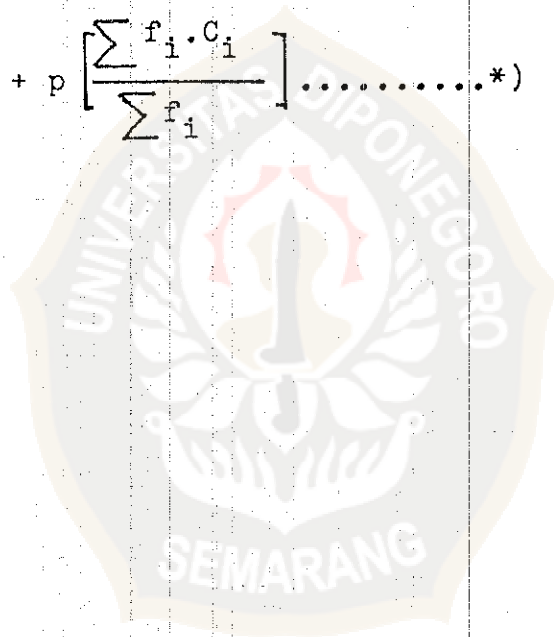 + p [ ∑ f_i.C_i / ∑ f_i ] ..........*)
UNIVERSITAS DIPONEGORO
SEMARANG